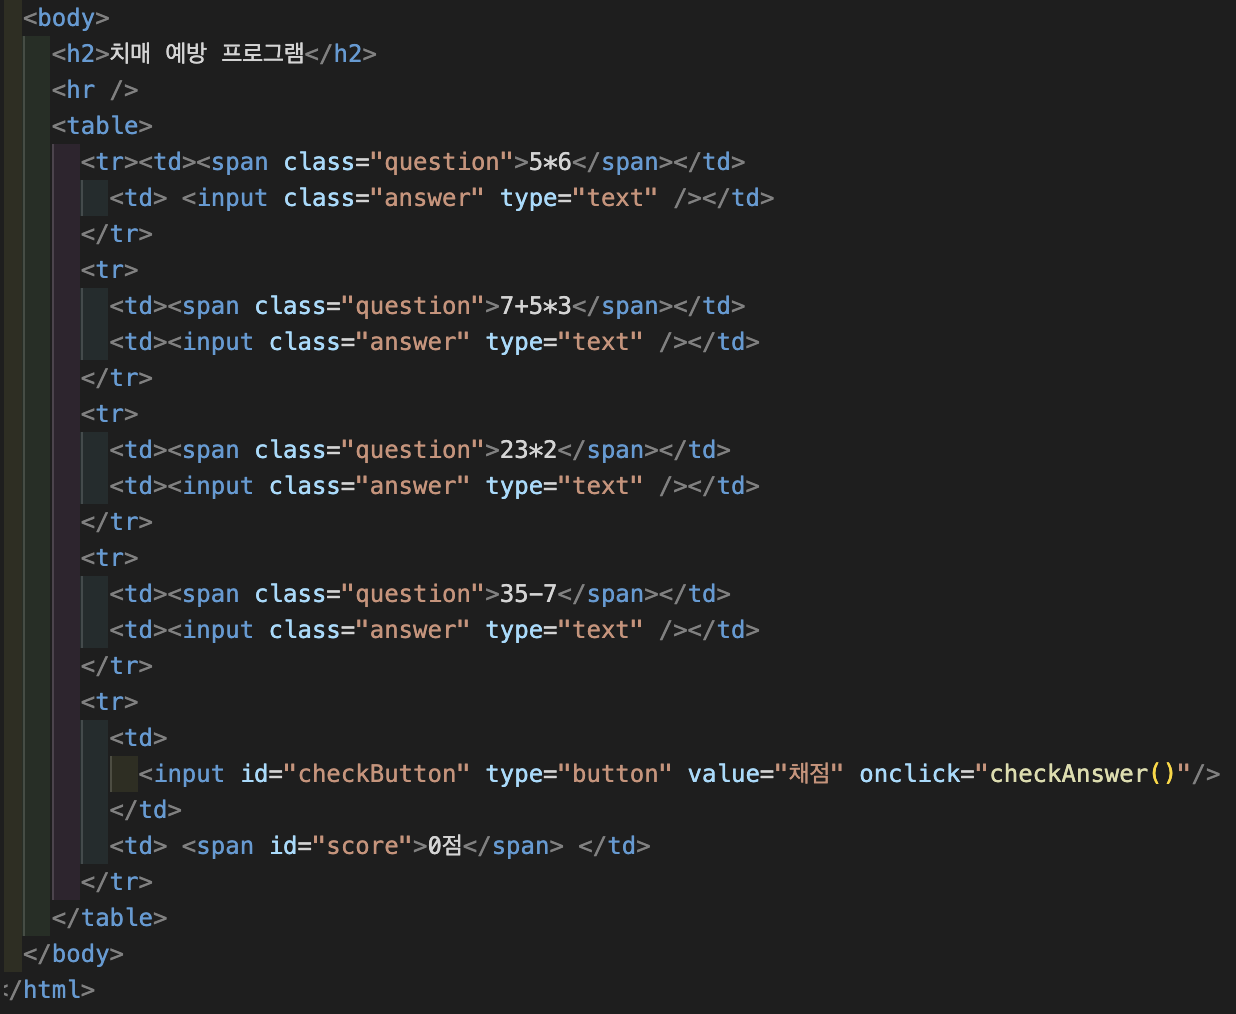 <body>
<h2>치매 예방 프로그램</h2>
<hr />
<table>
<tr><td><span class="question">5*6</span></td>
<td> <input class="answer" type="text" /></td>
</tr>
<tr>
<td><span class="question">7+5*3</span></td>
<td><input class="answer" type="text" /></td>
</tr>
<tr>
<td><span class="question">23*2</span></td>
<td><input class="answer" type="text" /></td>
</tr>
<tr>
<td><span class="question">35-7</span></td>
<td><input class="answer" type="text" /></td>
</tr>
<tr>
<td>
<input id="checkButton" type="button" value="채점" onclick="checkAnswer()"/>
</td>
<td> <span id="score">0점</span> </td>
</tr>
</table>
</body>
</html>